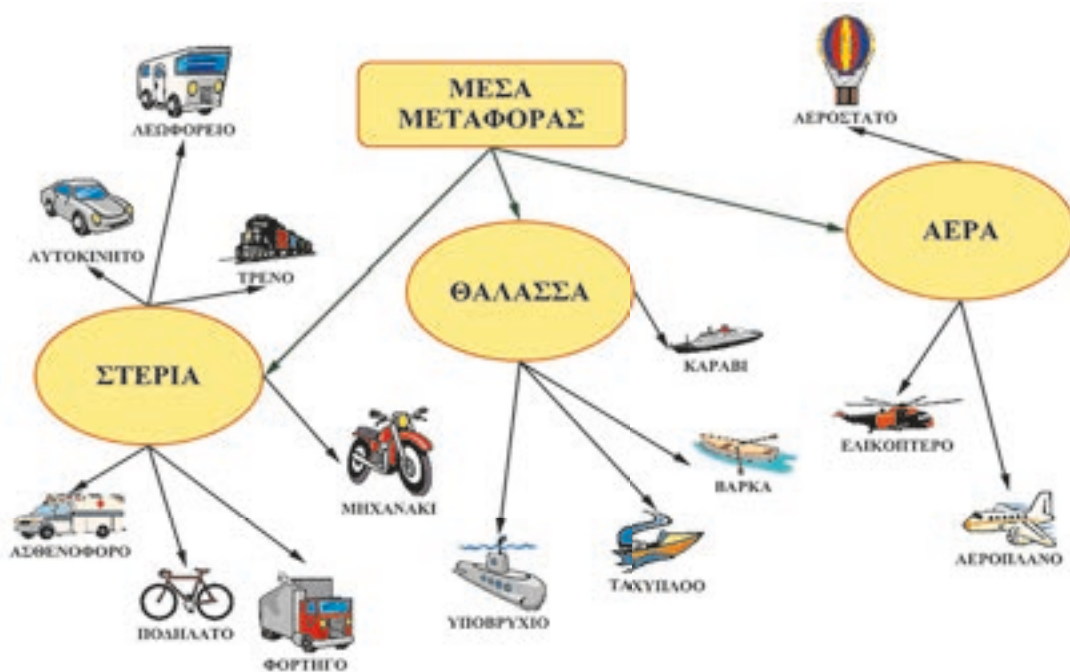 ΜΕΣΑ
ΜΕΤΑΦΟΡΑΣ
ΑΕΡΟΣΤΑΤΟ
ΛΕΩΦΟΡΕΙΟ
ΑΕΡΑ
ΑΥΤΟΚΙΝΗΤΟ
ΤΡΕΝΟ
ΘΑΛΑΣΣΑ
ΚΑΡΑΒΙ
ΣΤΕΡΙΑ
ΕΛΙΚΟΠΤΕΡΟ
ΒΑΡΚΑ
ΜΗΧΑΝΑΚΙ
ΑΣΘΕΝΟΦΟΡΟ
ΑΕΡΟΠΛΑΝΟ
ΤΑΧΥΠΛΟΟ
ΥΠΟΒΡΥΧΙΟ
ΠΟΔΗΛΑΤΟ
ΦΟΡΤΗΓΟ